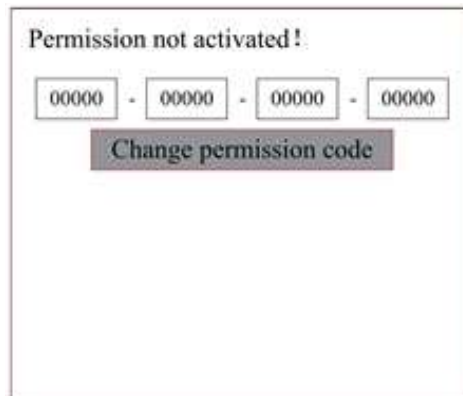 Permission not activated!
00000 - 00000 - 00000 - 00000
Change permission code